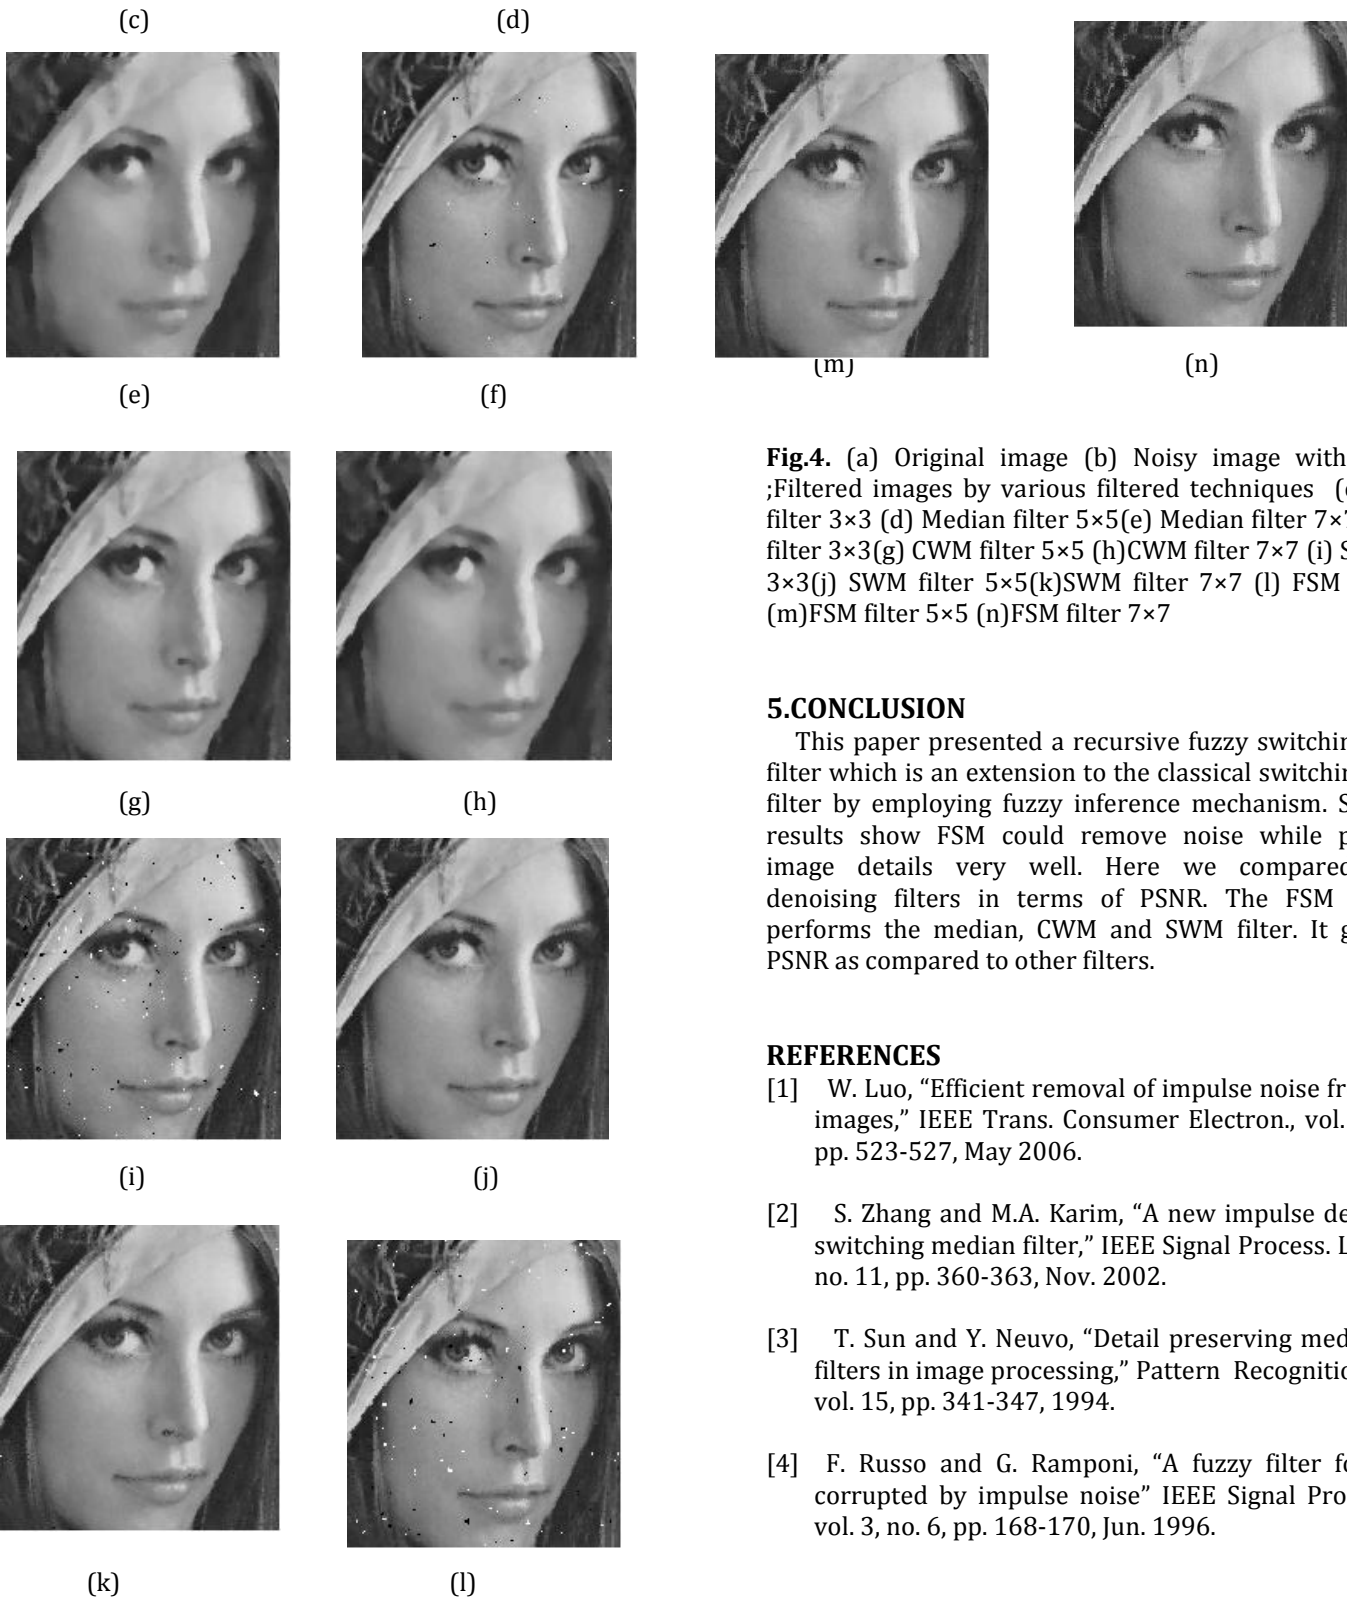 (c)
(d)
(e)
(f)
(g)
(h)
(i)
(j)
(k)
(l)
(m)
(n)
Fig.4. (a) Original image (b) Noisy image with
;Filtered images by various filtered techniques
filter 3×3 (d) Median filter 5×5(e) Median filter
filter 3×3(g) CWM filter 5×5 (h)CWM filter 7×7 (i)
3×3(j) SWM filter 5×5(k)SWM filter 7×7 (l) FSM
(m)FSM filter 5×5 (n)FSM filter 7×7
5.CONCLUSION
This paper presented a recursive fuzzy
filter which is an extension to the classical
filter by employing fuzzy inference mechanism.
results show FSM could remove noise while
image details very well. Here we compared
denoising filters in terms of PSNR. The FSM
performs the median, CWM and SWM filter. It
PSNR as compared to other filters.
REFERENCES
[1] W. Luo, “Efficient removal of impulse noise
images,” IEEE Trans. Consumer Electron., vol.
pp. 523-527, May 2006.
[2] S. Zhang and M.A. Karim, “A new impulse
switching median filter,” IEEE Signal Process.
no. 11, pp. 360-363, Nov. 2002.
[3] T. Sun and Y. Neuvo, “Detail preserving
filters in image processing,” Pattern
vol. 15, pp. 341-347, 1994.
[4] F. Russo and G. Ramponi, “A fuzzy filter
corrupted by impulse noise” IEEE Signal
vol. 3, no. 6, pp. 168-170, Jun. 1996.